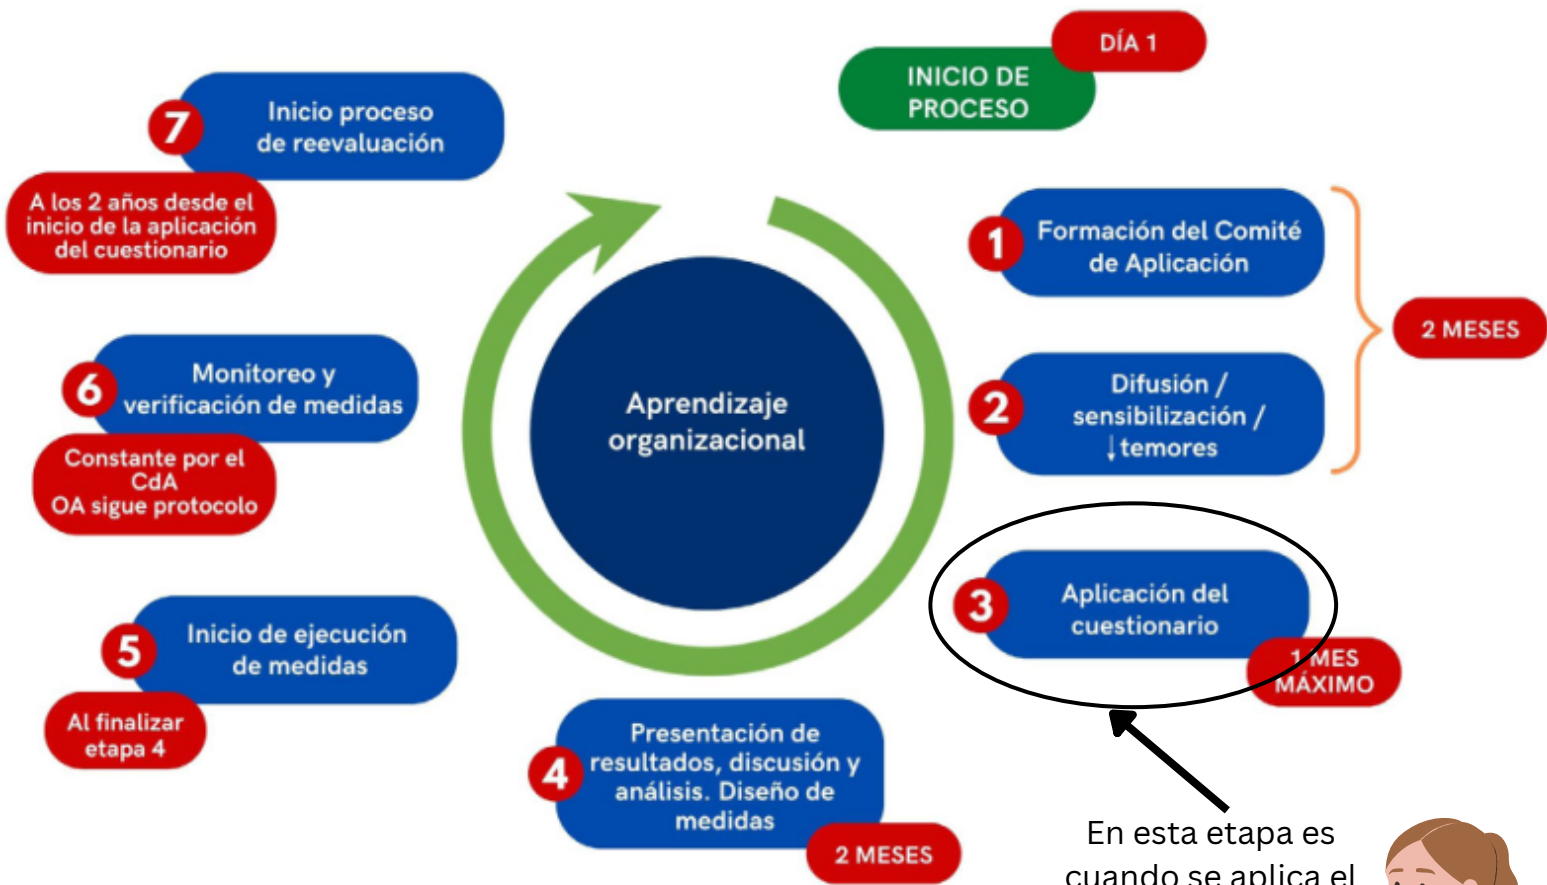 DÍA 1
INICIO DE
PROCESO
1
Formación del Comité
de Aplicación
2 MESES
2
Difusión /
sensibilización /
↓temores
3
Aplicación del
cuestionario
1 MES
MÁXIMO
En esta etapa es
cuando se aplica el
4
Presentación de
resultados, discusión y
análisis. Diseño de
medidas
2 MESES
5
Inicio de ejecución
de medidas
Al finalizar
etapa 4
6
Monitoreo y
verificación de medidas
Constante por el
CdA
OA sigue protocolo
7
Inicio proceso
de reevaluación
A los 2 años desde el
inicio de la aplicación
del cuestionario
Aprendizaje
organizacional